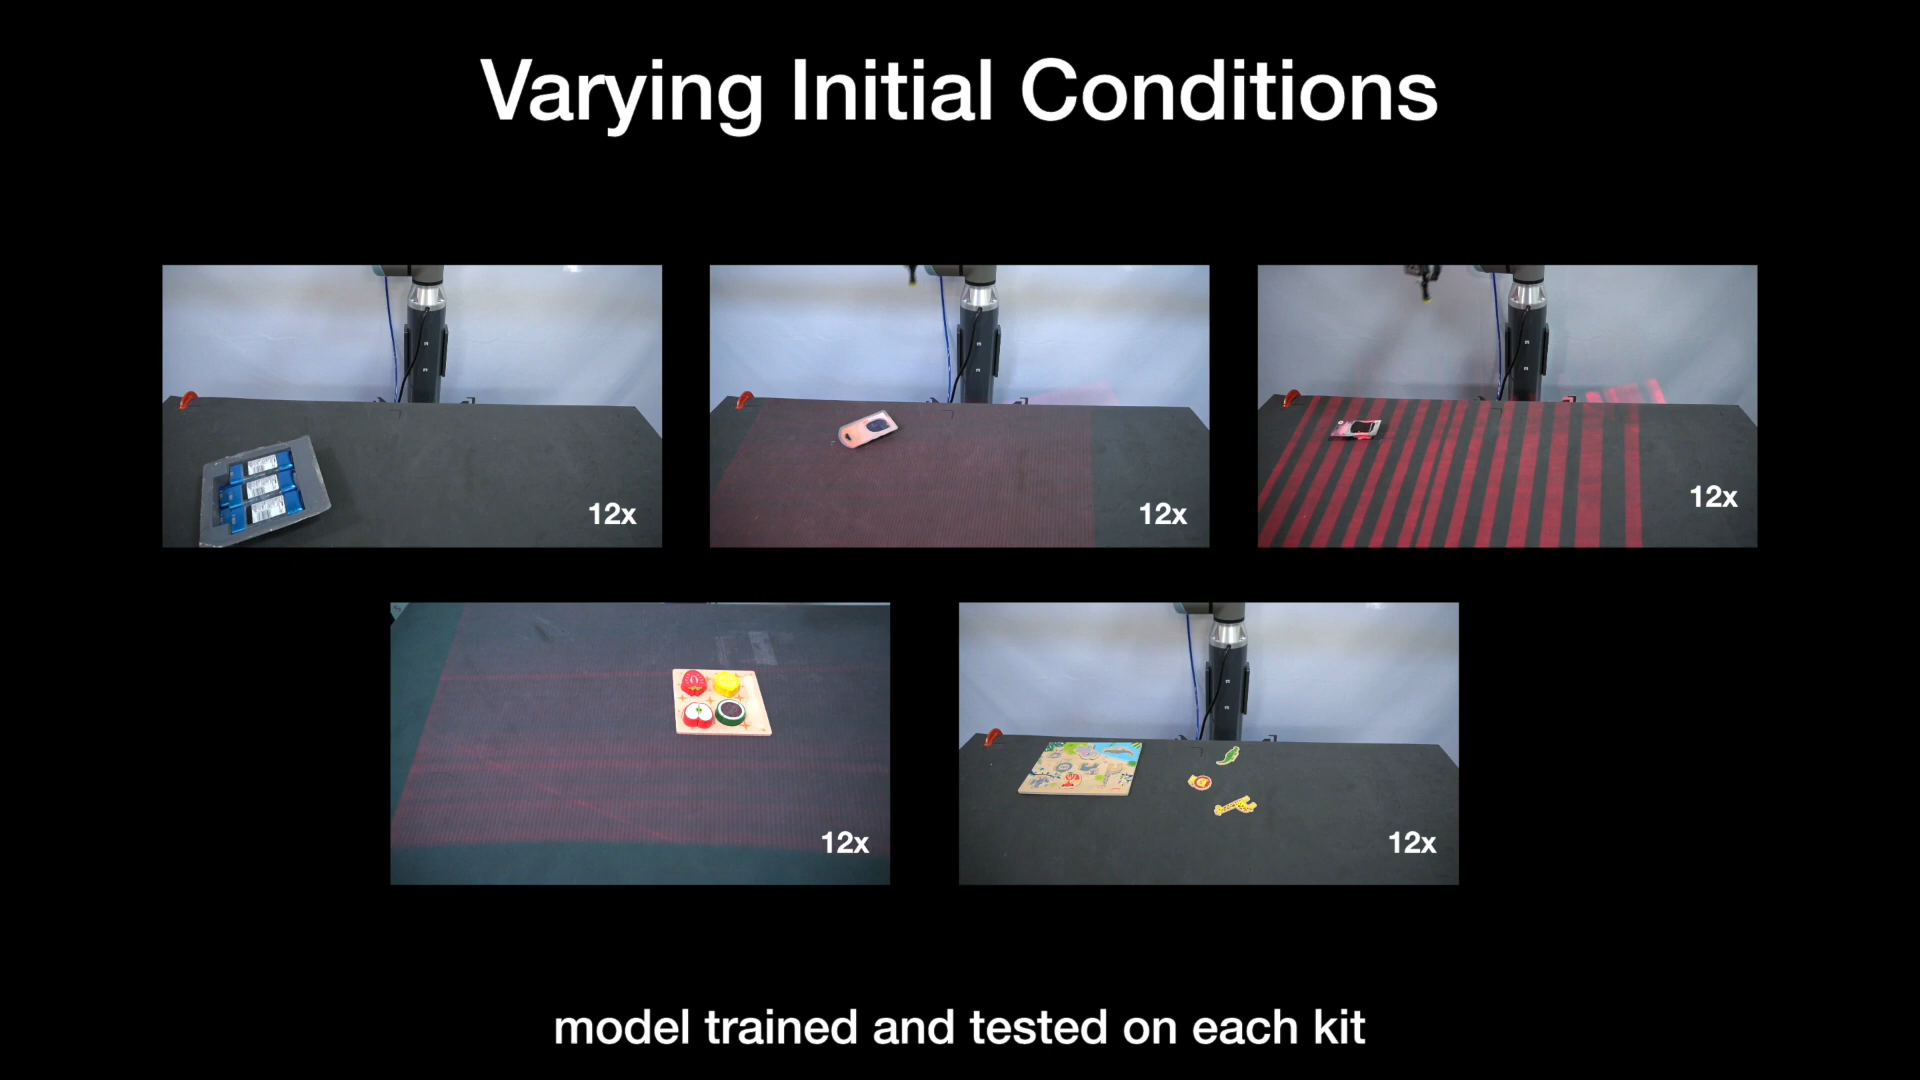 Varying Initial Conditions
12x
12x
12x
12x
12x
model trained and tested on each kit